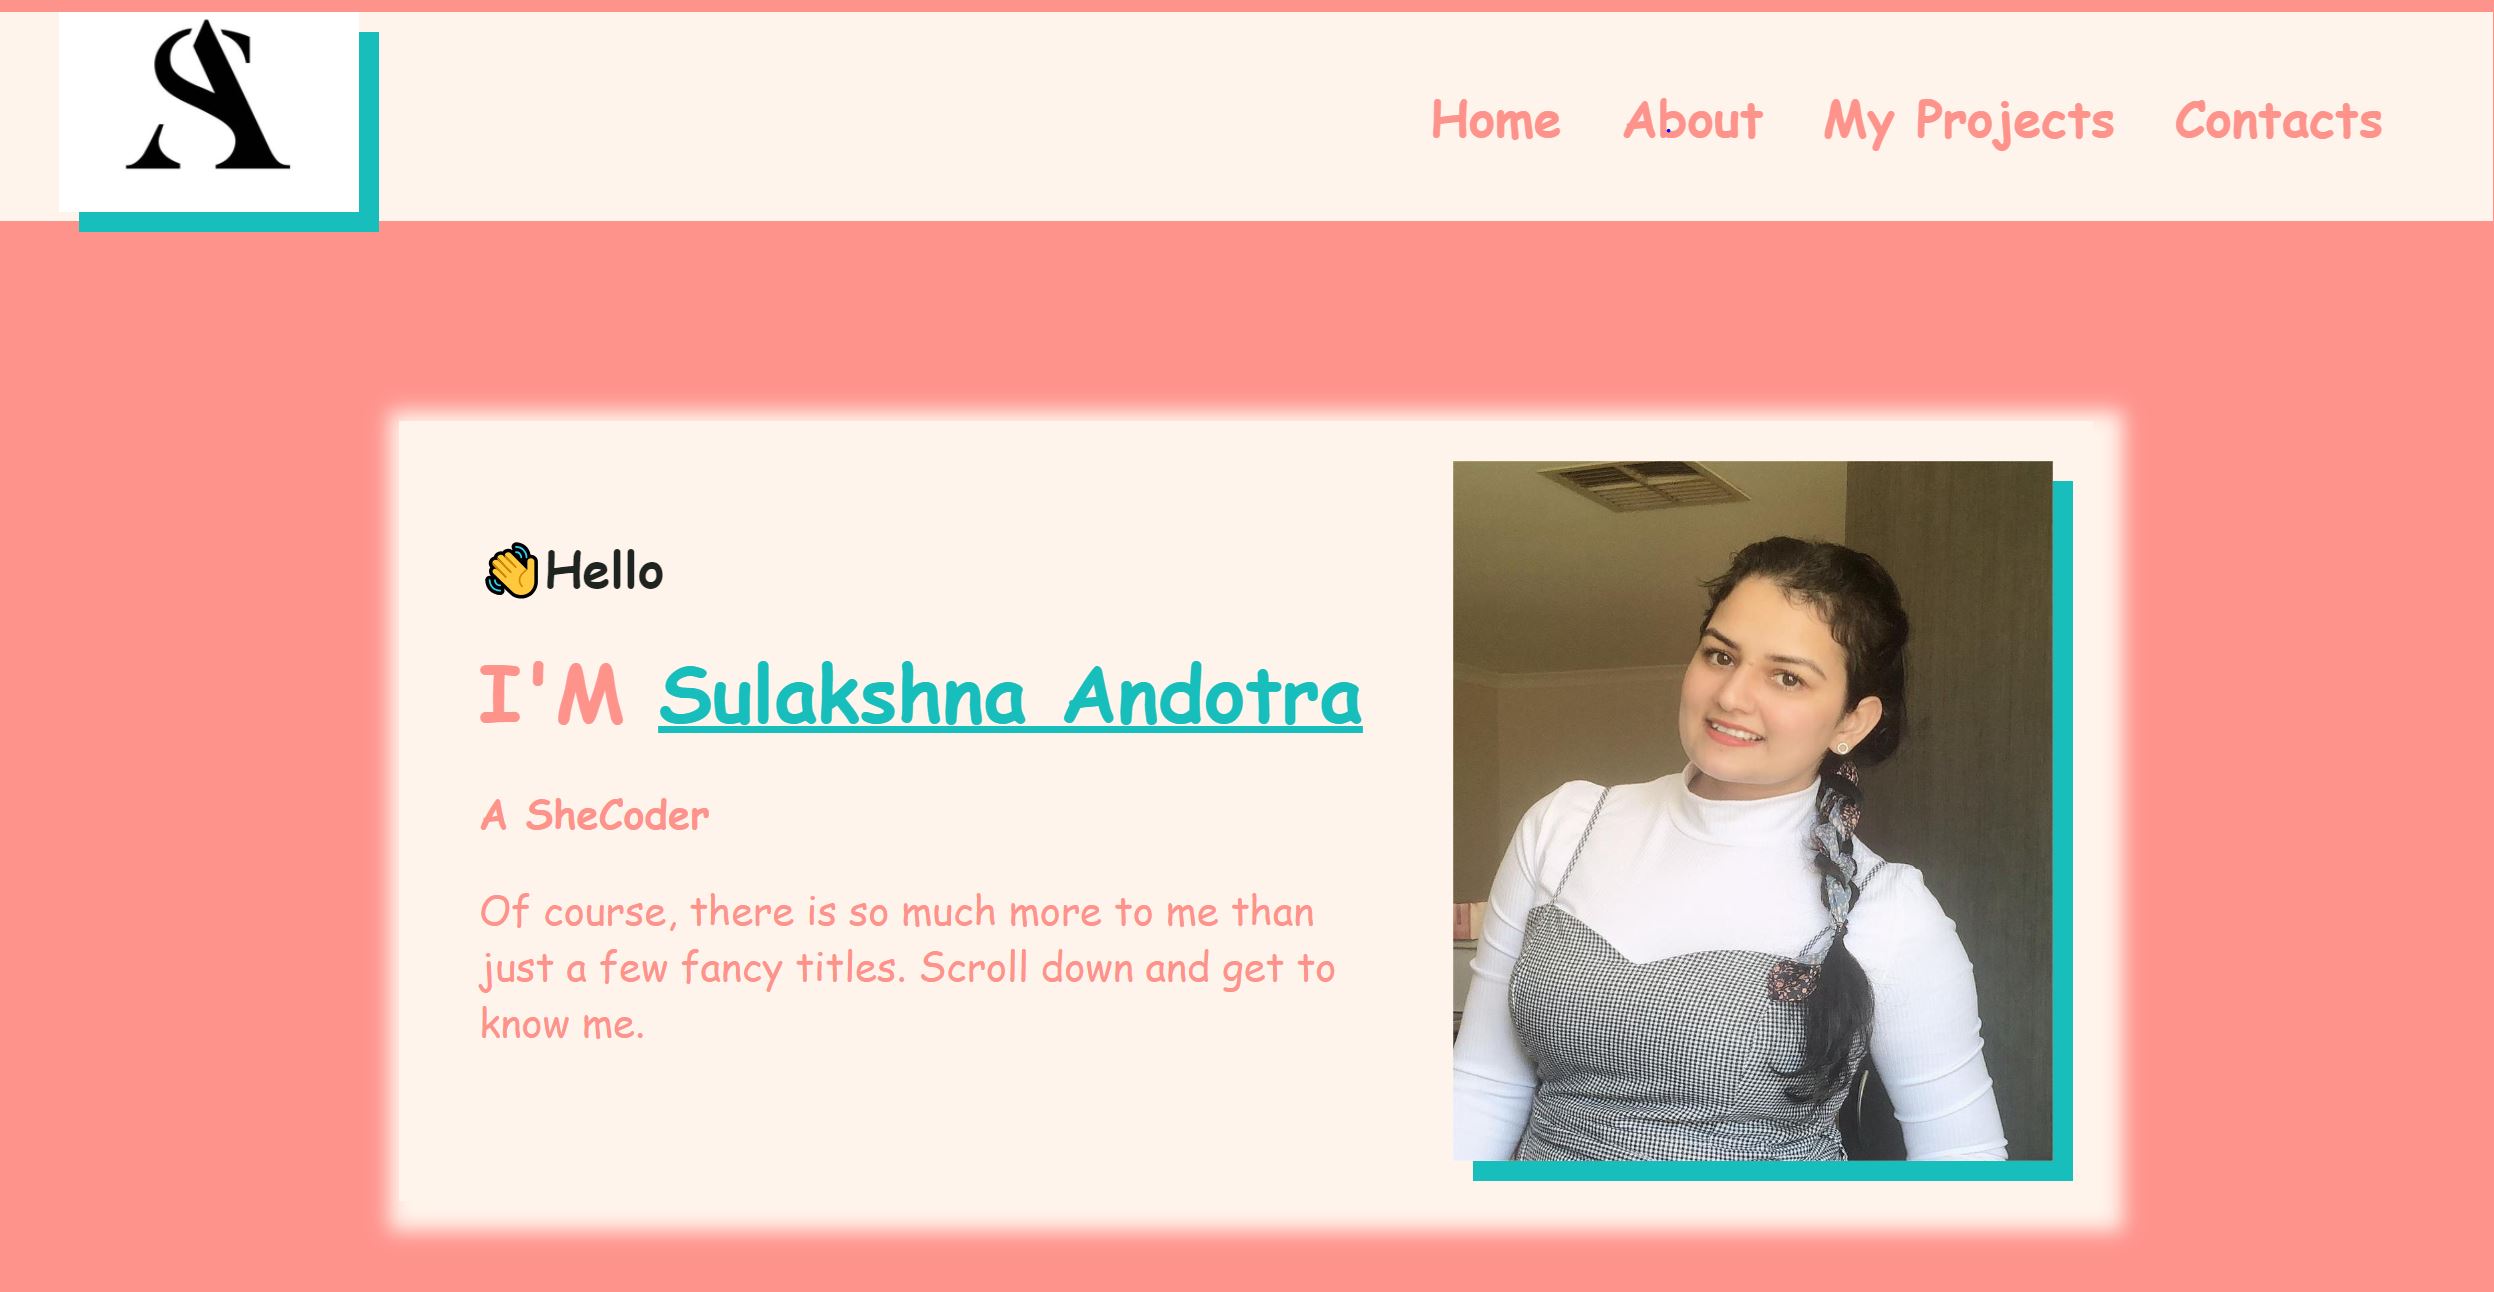 SA
Home About My Projects Contacts
👋Hello
I'M Sulakshna Andotra
A SheCoder
Of course, there is so much more to me than
just a few fancy titles. Scroll down and get to
know me.